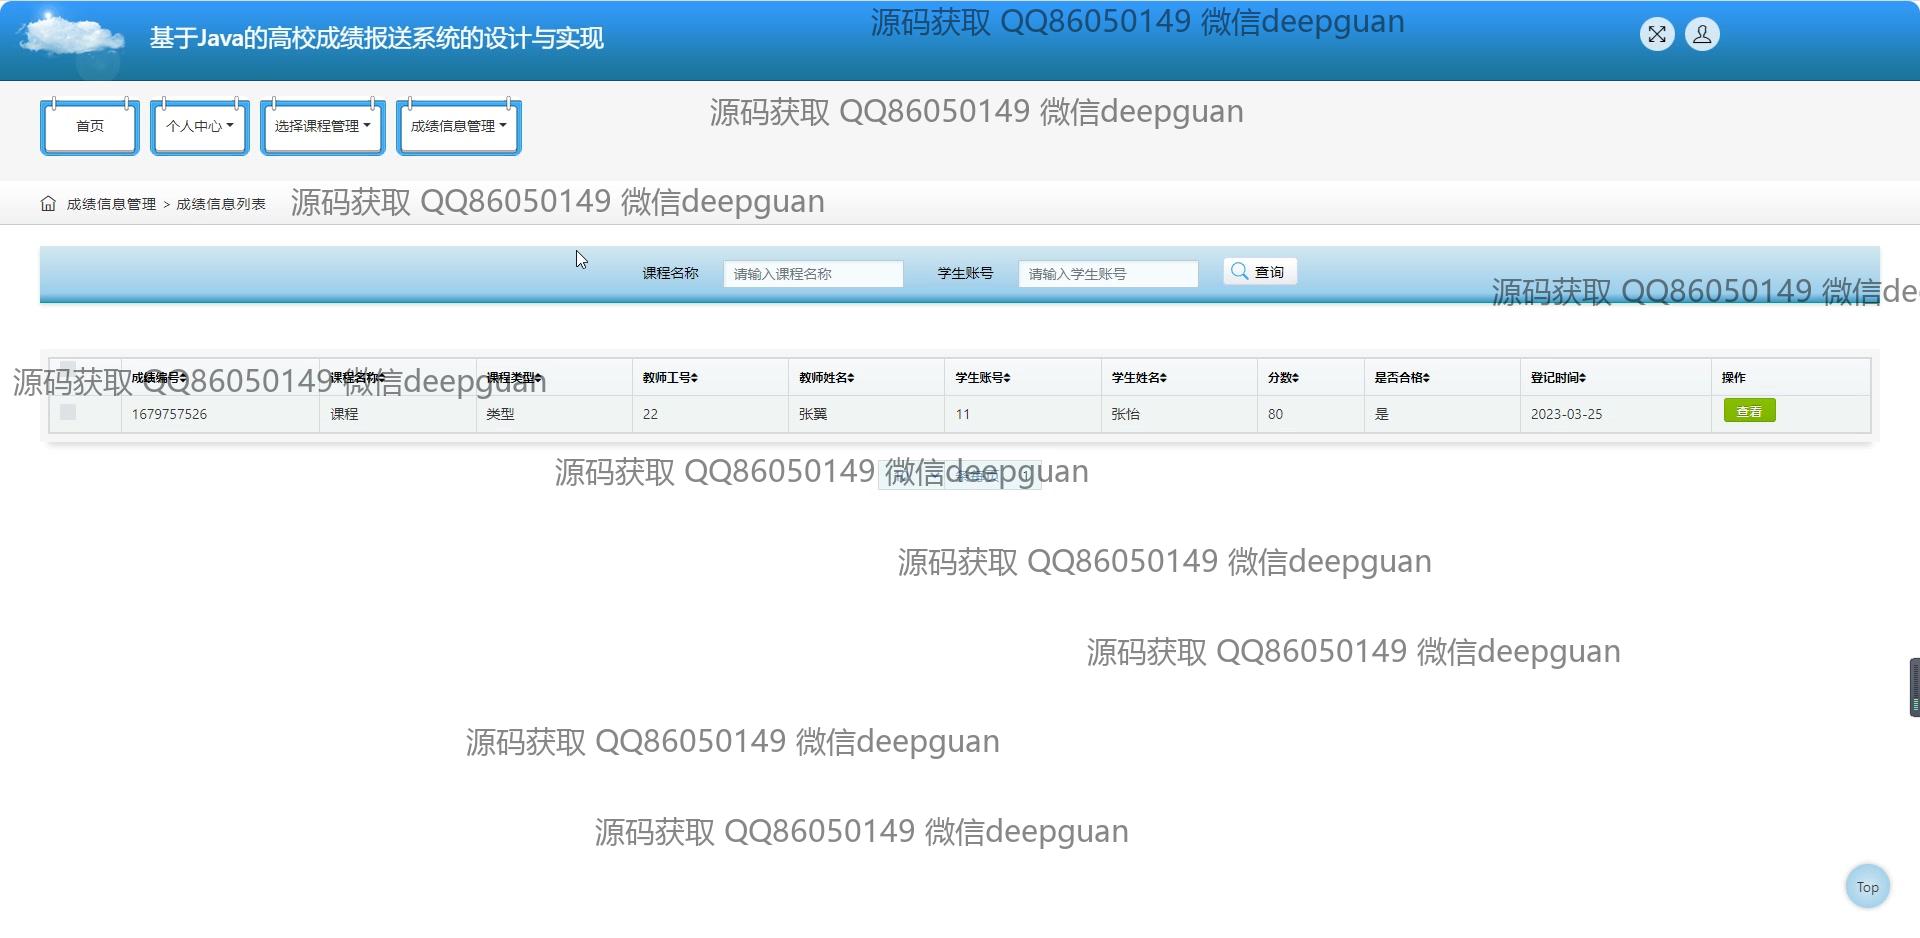 基于Java的高校成绩报送系统的设计与实现
源码获取 QQ86050149 微信deepguan
首页 个人中心 选择课程管理 成绩信息管理
源码获取 QQ86050149 微信deepguan
成绩信息管理 > 成绩信息列表
源码获取 QQ86050149 微信deepguan
课程名称 请输入课程名称 学生账号 请输入学生账号 查询
源码获取 QQ86050149 微信de
成绩编号 课程名称 课程类型 教师工号 教师姓名 学生账号 学生姓名 分数 是否合格 登记时间 操作
源码获取 QQ86050149 微信deepguan
1679757526 课程 类型 22 张翼 11 张怡 80 是 2023-03-25 查看
源码获取 QQ86050149 微信deepguan
源码获取 QQ86050149 微信deepguan
源码获取 QQ86050149 微信deepguan
源码获取 QQ86050149 微信deepguan
源码获取 QQ86050149 微信deepguan
Top